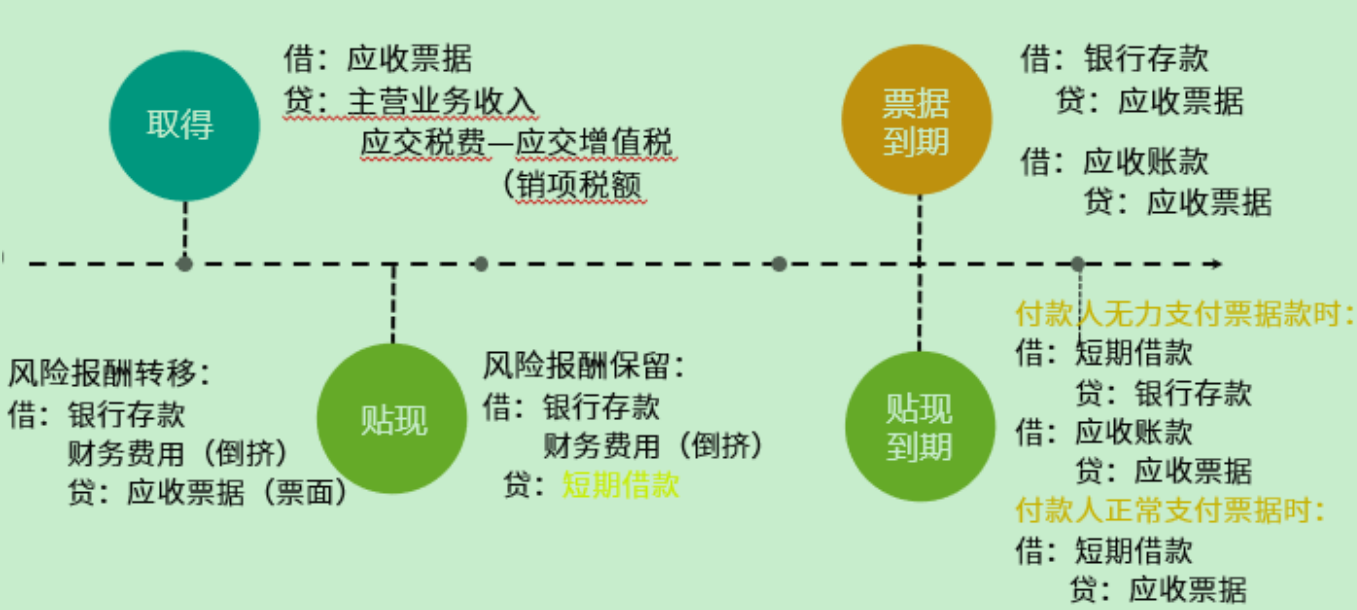 取得
借：应收票据
贷：主营业务收入
应交税费—应交增值税
（销项税额
票据
到期
借：银行存款
贷：应收票据
借：应收账款
贷：应收票据
风险报酬转移：
借：银行存款
财务费用（倒挤）
贷：应收票据（票面）
贴现
风险报酬保留：
借：银行存款
财务费用（倒挤）
贷：短期借款
贴现
到期
付款人无力支付票据款时：
借：短期借款
贷：银行存款
借：应收账款
贷：应收票据
付款人正常支付票据时：
借：短期借款
贷：应收票据